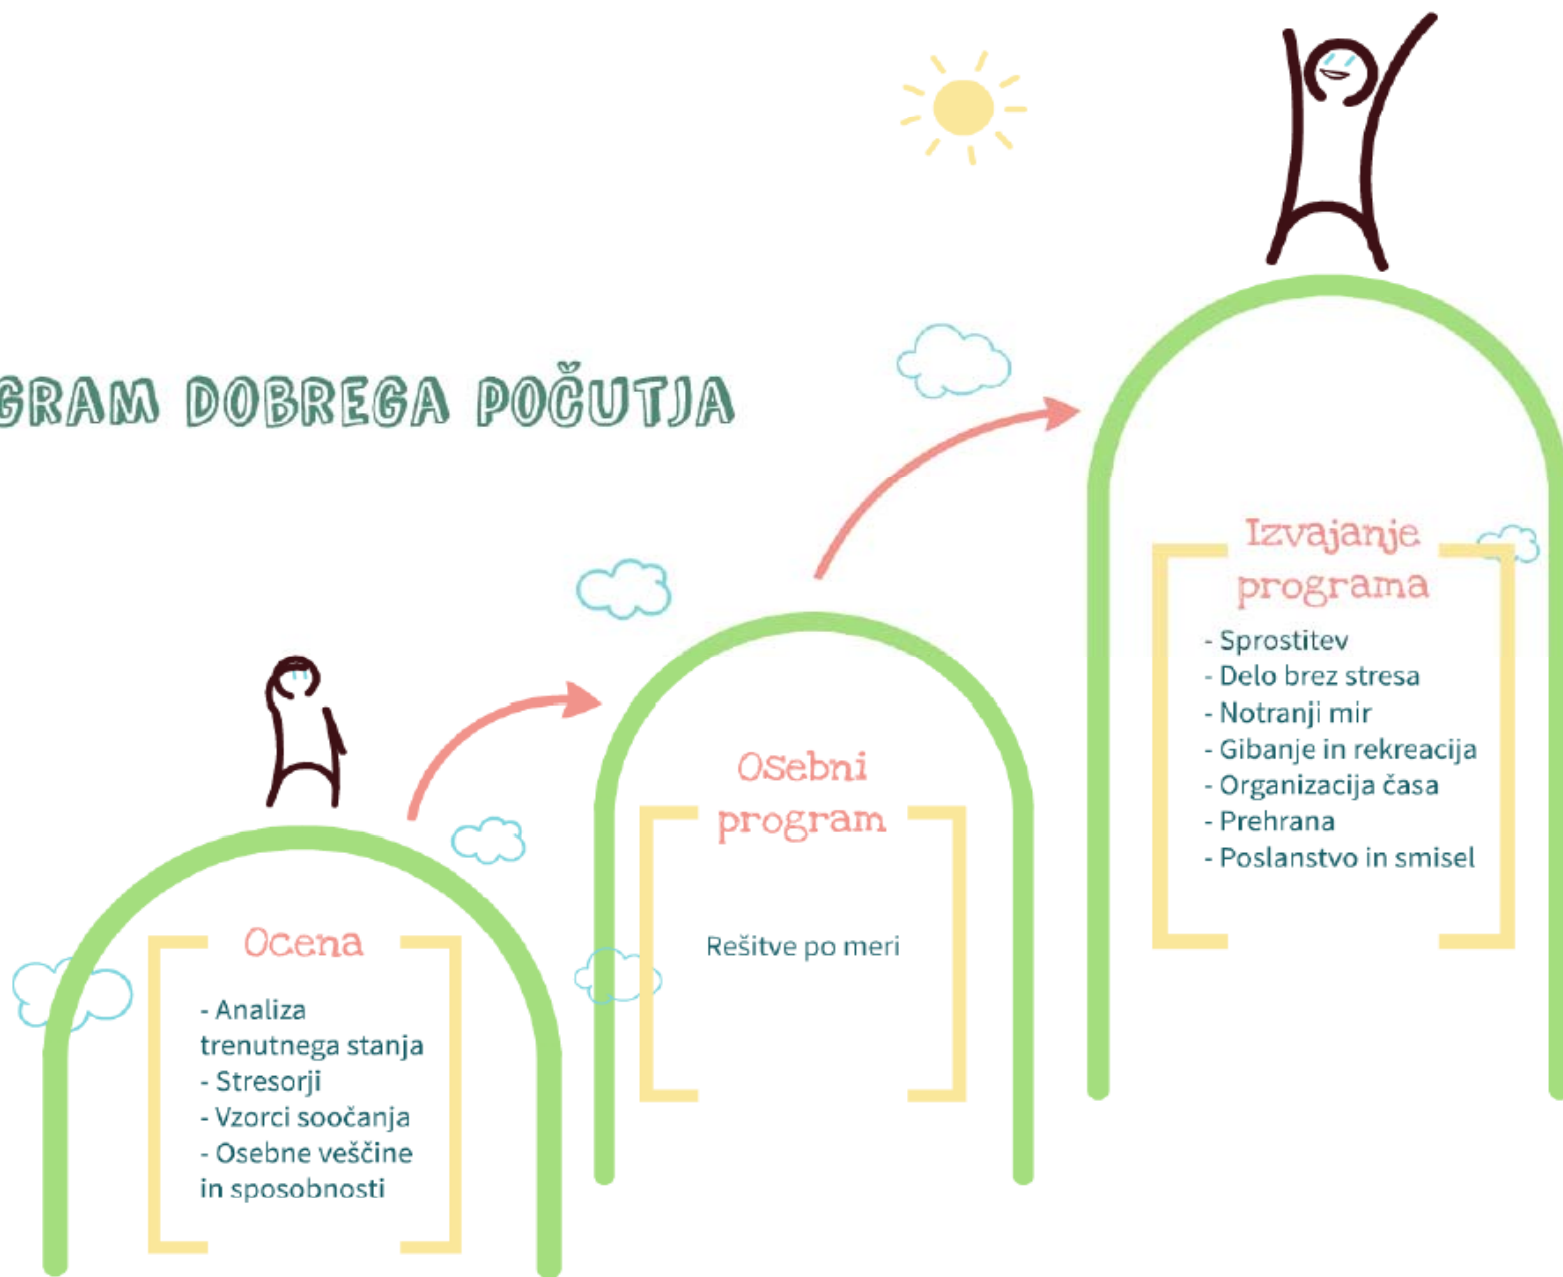 GRAM DOBREGA POČUTJA
Ocena
- Analiza
trenutnega stanja
- Stresorji
- Vzorci soočanja
- Osebne veščine
in sposobnosti
Osebni
program
Rešitve po meri
Izvajanje
programa
- Sprostitev
- Delo brez stresa
- Notranji mir
- Gibanje in rekreacija
- Organizacija časa
- Prehrana
- Poslanstvo in smisel